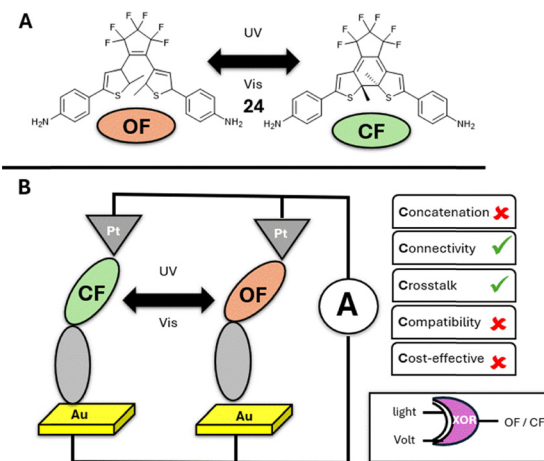 A
F F
F F
F F
S S
H₂N NH₂
OF
UV
Vis
24
F F
F F
F F
S S
H₂N NH₂
CF
B
Pt
Pt
CF
UV
Vis
OF
A
Au
Au
Concatenation ✘
Connectivity ✓
Crosstalk ✓
Compatibility ✘
Cost-effective ✘
light
Volt
XOR
OF / CF